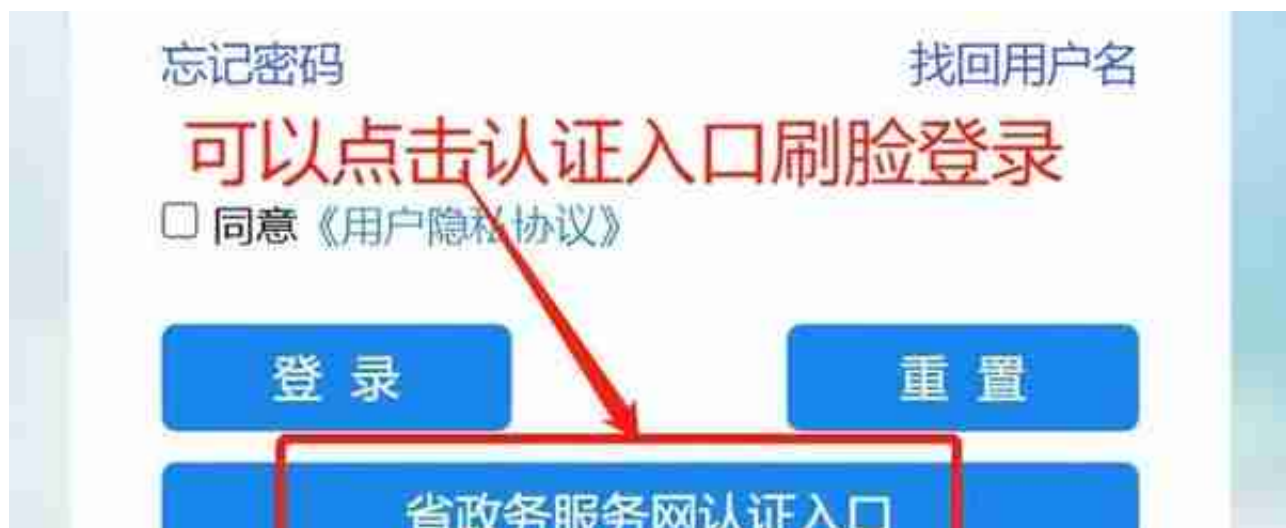 忘记密码 找回用户名
可以点击认证入口刷脸登录
同意《用户隐私协议》
登 录 重 置
省政务服务网认证入口